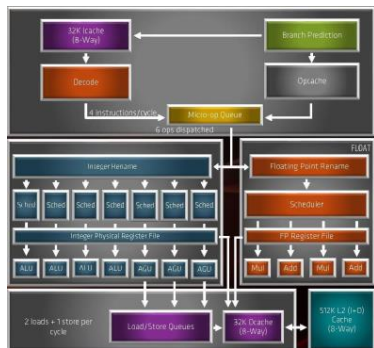 32K Icache
(8-Way)
Branch Prediction
Decode
Opcache
4 instructions/cycle
Micro-op Queue
6 ops dispatched
FLOAT
Integer Rename
Floating Point Rename
Sched
Sched
Sched
Sched
Sched
Sched
Sched
Scheduler
Integer Physical Register File
FP Register File
ALU
ALU
ALU
ALU
AGU
AGU
AGU
Mul
Add
Mul
Add
2 loads + 1 store per
cycle
Load/Store Queues
32K Dcache
(8-Way)
512K L2 (I+D)
Cache
(8-Way)